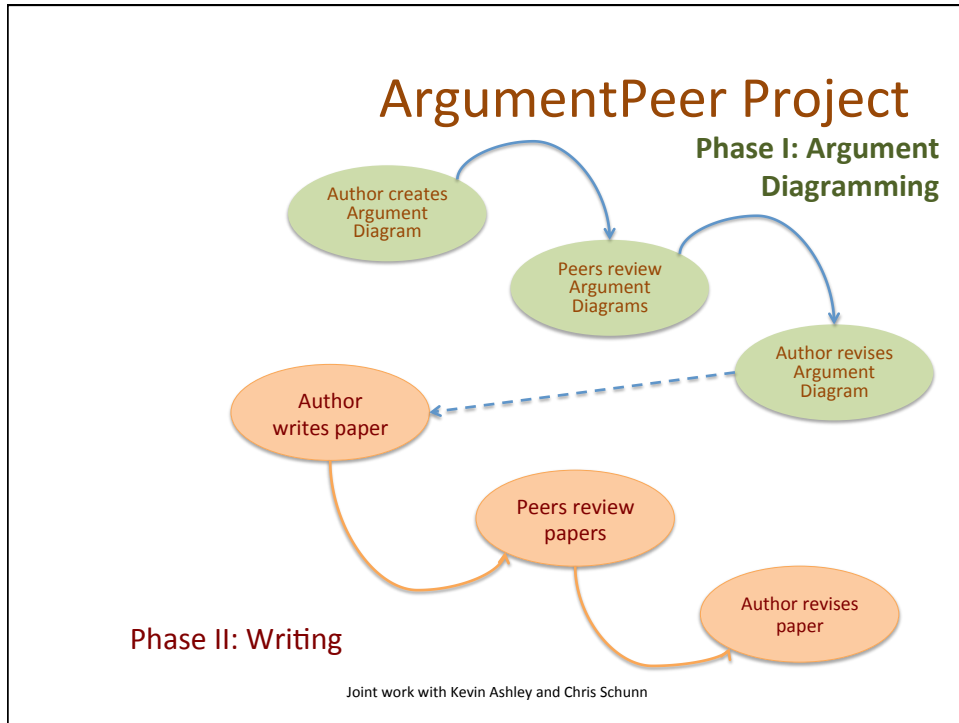 ArgumentPeer Project
Phase I: Argument
Diagramming
Author creates
Argument
Diagram
Peers review
Argument
Diagrams
Author revises
Argument
Diagram
Author
writes paper
Peers review
papers
Author revises
paper
Phase II: Writing
Joint work with Kevin Ashley and Chris Schunn